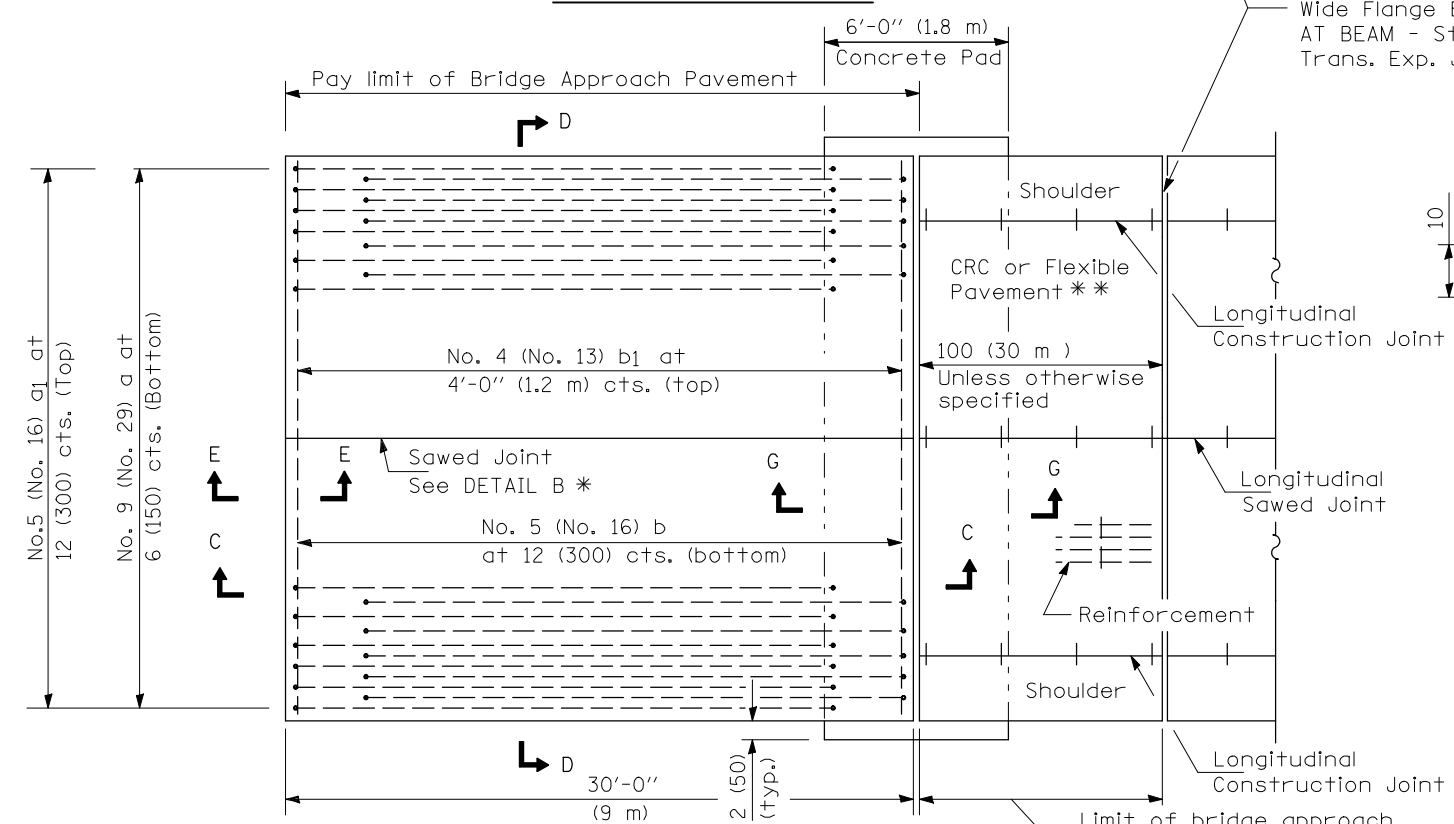 Wide Flange
AT BEAM -
Trans. Exp.
6'-0'' (1.8 m)
Concrete Pad
Pay limit of Bridge Approach Pavement
D
Shoulder
10
CRC or Flexible
Pavement * *
Longitudinal
Construction Joint
No.5 (No. 16) a1 at
12 (300) cts. (Top)
No. 9 (No. 29) a at
6 (150) cts. (Bottom)
No. 4 (No. 13) b1 at
4'-0'' (1.2 m) cts. (top)
100 (30 m )
Unless otherwise
specified
E
E
Sawed Joint
See DETAIL B *
G
G
Longitudinal
Sawed Joint
C
No. 5 (No. 16) b
at 12 (300) cts. (bottom)
C
Reinforcement
Shoulder
D
30'-0''
(9 m)
2 (50)
(typ.)
Longitudinal
Construction Joint
Limit of bridge approach